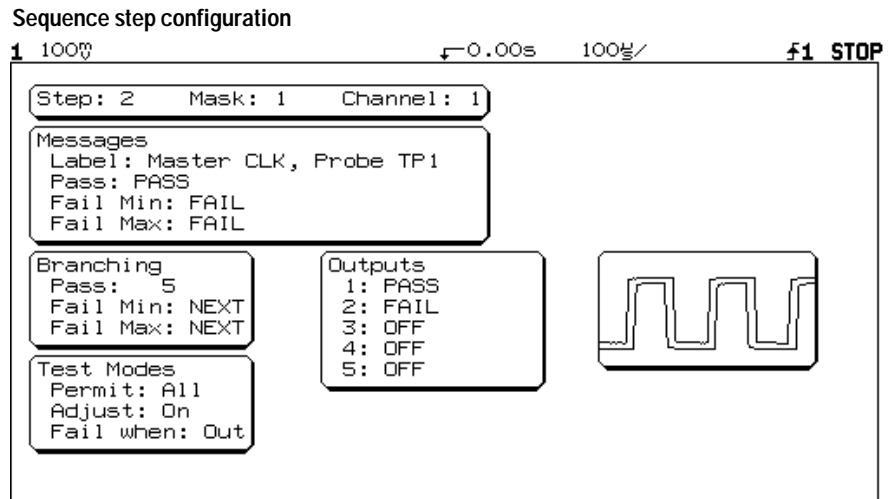 Sequence step configuration
1 100mV 0.00s 100µs/ 1 STOP
Step: 2 Mask: 1 Channel: 1
Messages
Label: Master CLK, Probe TP1
Pass: PASS
Fail Min: FAIL
Fail Max: FAIL
Branching
Pass: 5
Fail Min: NEXT
Fail Max: NEXT
Outputs
1: PASS
2: FAIL
3: OFF
4: OFF
5: OFF
Test Modes
Permit: All
Adjust: On
Fail when: Out